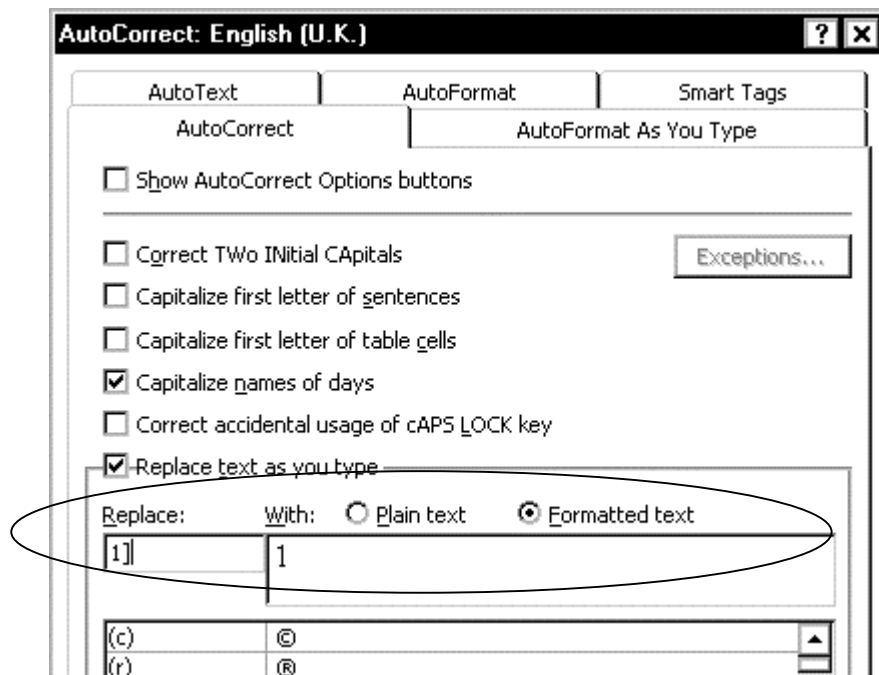 AutoCorrect: English (U.K.) ? X
AutoText AutoFormat Smart Tags
AutoCorrect AutoFormat As You Type
Show AutoCorrect Options buttons
Correct TWo INitial CApitals Exceptions...
Capitalize first letter of sentences
Capitalize first letter of table cells
Capitalize names of days
Correct accidental usage of cAPS LOCK key
Replace text as you type
Replace: With: Plain text Formatted text
1] 1
(c) ©
(r) ®